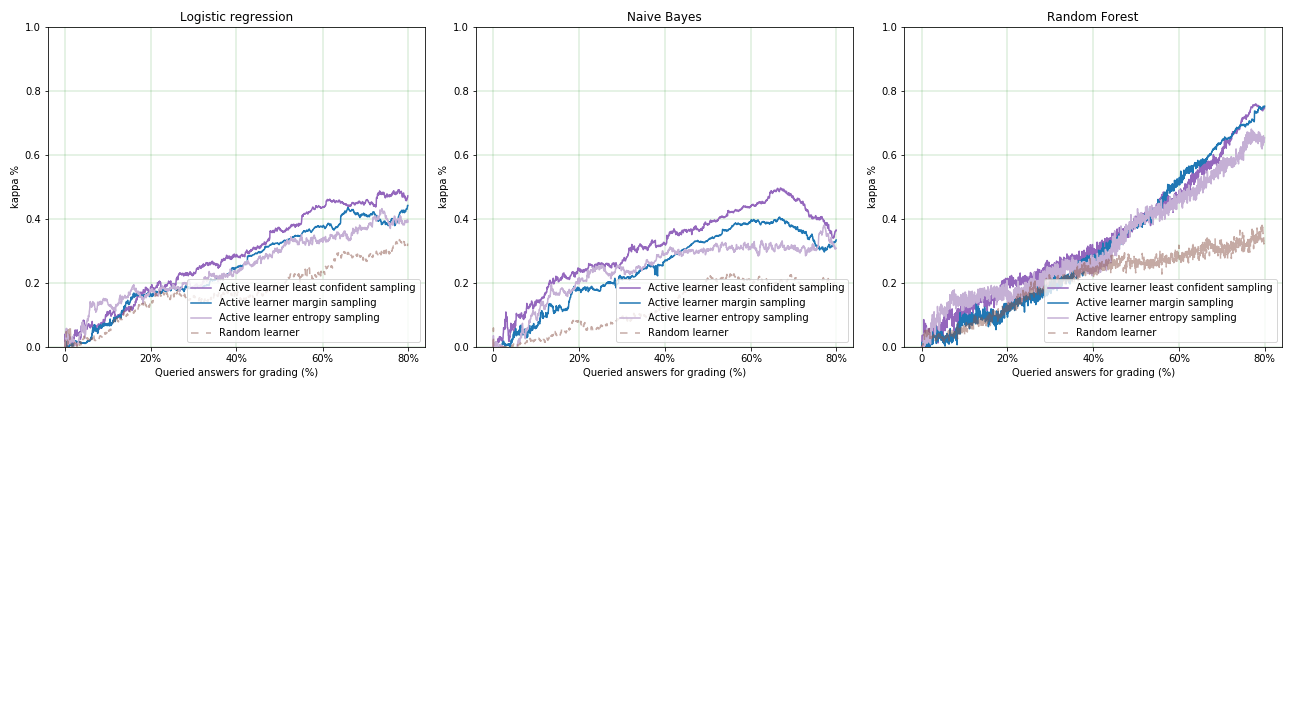 Logistic regression
1.0
0.8
0.6
0.4
0.2
0.0
kappa %
0 20% 40% 60% 80%
Queried answers for grading (%)
Active learner least confident sampling
Active learner margin sampling
Active learner entropy sampling
Random learner
Naive Bayes
1.0
0.8
0.6
0.4
0.2
0.0
kappa %
0 20% 40% 60% 80%
Queried answers for grading (%)
Active learner least confident sampling
Active learner margin sampling
Active learner entropy sampling
Random learner
Random Forest
1.0
0.8
0.6
0.4
0.2
0.0
kappa %
0 20% 40% 60% 80%
Queried answers for grading (%)
Active learner least confident sampling
Active learner margin sampling
Active learner entropy sampling
Random learner